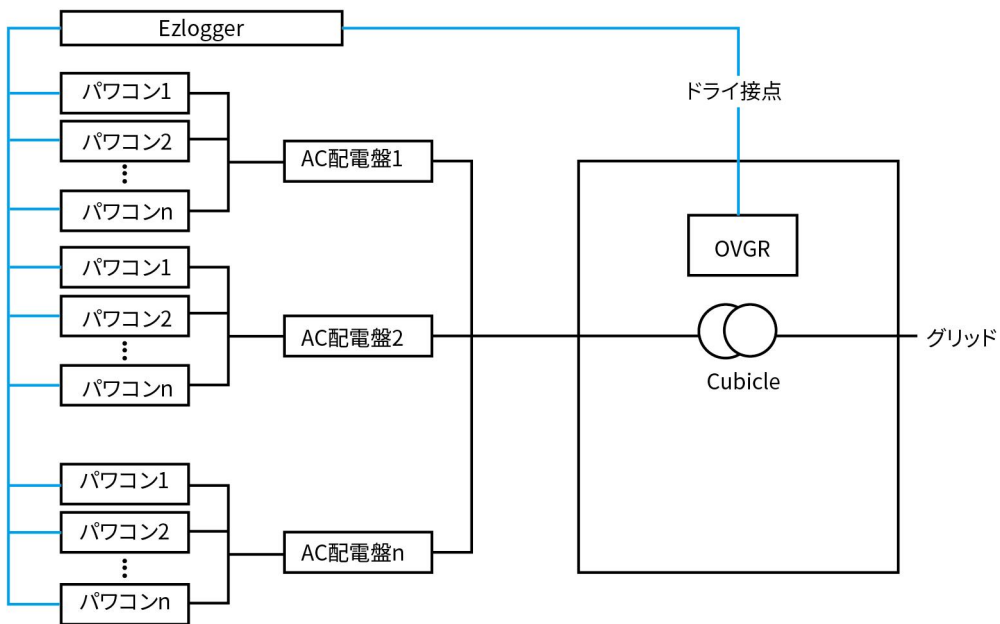 Ezlogger
パワコン1
パワコン2
パワコンn
AC配電盤1
パワコン1
パワコン2
パワコンn
AC配電盤2
パワコン1
パワコン2
パワコンn
AC配電盤n
ドライ接点
OVGR
Cubicle
グリッド